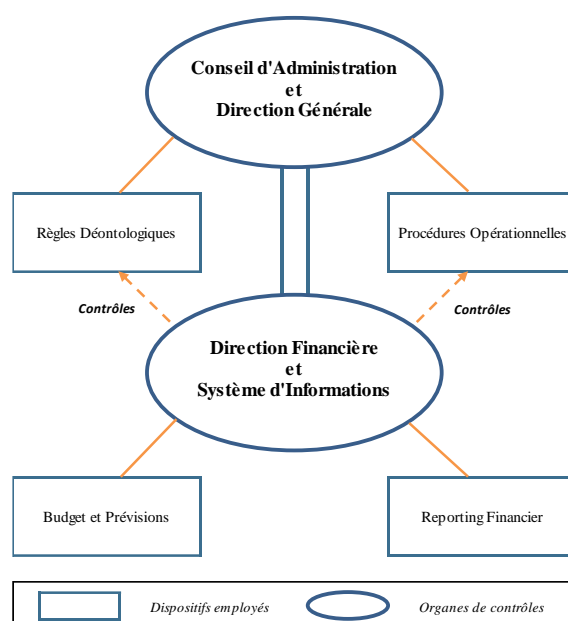 Conseil d'Administration
et
Direction Générale
Règles Déontologiques
Procédures Opérationnelles
Contrôles
Contrôles
Direction Financière
et
Système d'Informations
Budget et Prévisions
Reporting Financier
Dispositifs employés
Organes de contrôles